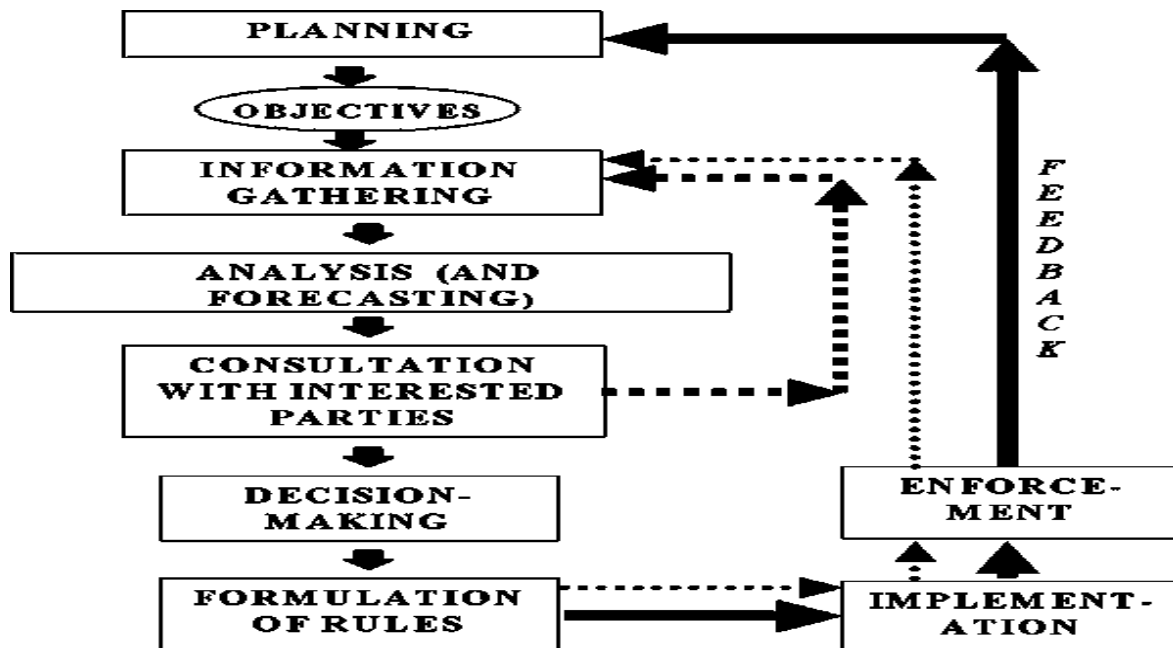 PLANNING
OBJECTIVES
INFORMATION
GATHERING
ANALYSIS (AND
FORECASTING)
CONSULTATION
WITH INTERESTED
PARTIES
DECISION-
MAKING
FORMULATION
OF RULES
IMPLEMENT-
ATION
ENFORCE-
MENT
FEEDBACK